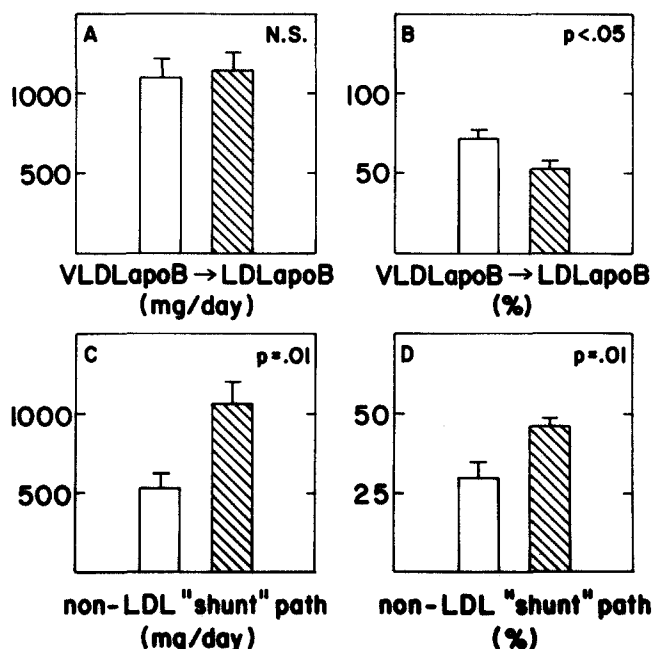 A N.S.
1000
500
VLDLapoB → LDLapoB
(mg/day)
B p<.05
100
50
VLDLapoB → LDLapoB
(%)
C p=.01
1000
500
non-LDL "shunt" path
(mg/day)
D p=.01
50
25
non-LDL "shunt" path
(%)